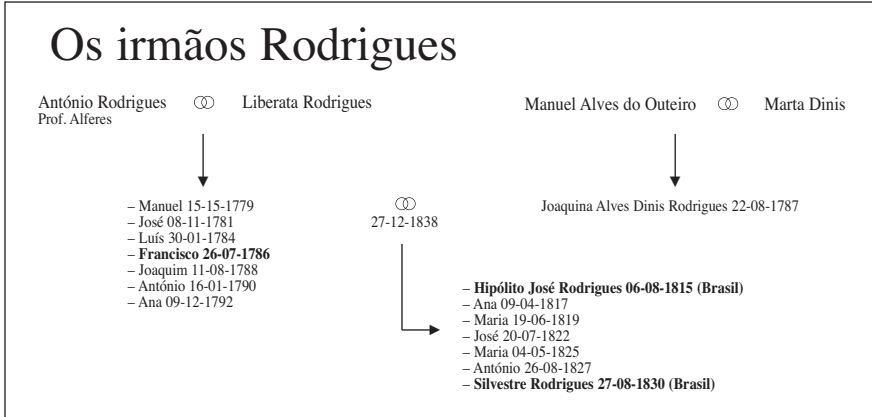 Os irmãos Rodrigues
António Rodrigues Liberata Rodrigues
Prof. Alferes
Manuel Alves do Outeiro Marta Dinis
– Manuel 15-15-1779
– José 08-11-1781
– Luís 30-01-1784
– Francisco 26-07-1786
– Joaquim 11-08-1788
– António 16-01-1790
– Ana 09-12-1792
27-12-1838
Joaquina Alves Dinis Rodrigues 22-08-1787
– Hipólito José Rodrigues 06-08-1815 (Brasil)
– Ana 09-04-1817
– Maria 19-06-1819
– José 20-07-1822
– Maria 04-05-1825
– António 26-08-1827
– Silvestre Rodrigues 27-08-1830 (Brasil)